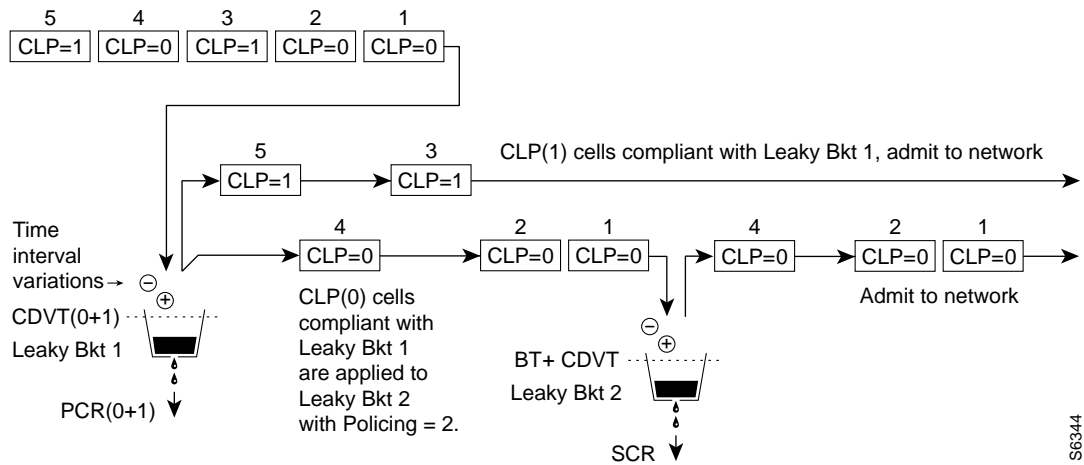 5 4 3 2 1
CLP=1 CLP=0 CLP=1 CLP=0 CLP=0
5 3
CLP(1) cells compliant with Leaky Bkt 1, admit to network
CLP=1 CLP=1
4 2 1 4 2 1
CLP=0 CLP=0 CLP=0 CLP=0 CLP=0 CLP=0
Time
interval
variations
− +
CDVT(0+1)
Leaky Bkt 1
PCR(0+1)
CLP(0) cells
compliant with
Leaky Bkt 1
are applied to
Leaky Bkt 2
with Policing = 2.
− +
BT+ CDVT
Leaky Bkt 2
SCR
Admit to network
S6344